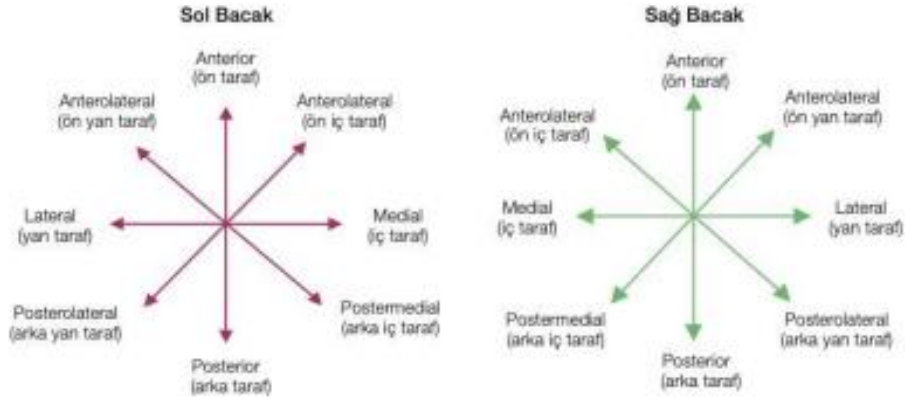 Sol Bacak
Anterior
(ön taraf)
Anterolateral
(ön yan taraf)
Anterolateral
(ön iç taraf)
Lateral
(yan taraf)
Medial
(iç taraf)
Posterolateral
(arka yan taraf)
Postermedial
(arka iç taraf)
Posterior
(arka taraf)
Sağ Bacak
Anterior
(ön taraf)
Anterolateral
(ön iç taraf)
Anterolateral
(ön yan taraf)
Medial
(iç taraf)
Lateral
(yan taraf)
Postermedial
(arka iç taraf)
Posterolateral
(arka yan taraf)
Posterior
(arka taraf)